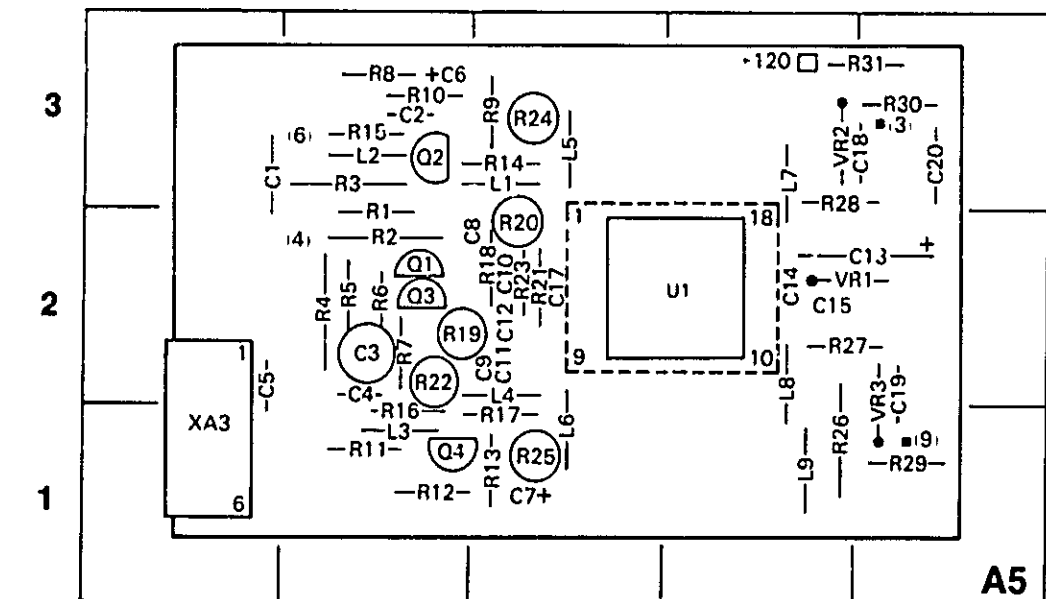 +120 R31
R8 +C6
3 R10 R9 R24 R30
C2 (3)
(6) R15 VR2 C18
L2 Q2 R14 L5 C20
C1 R3 L1 L7
R1 R20 1 18 R28
(4) R2 C8
Q1 R18 C10 R23 R21 C17 C13 +
R4 R5 R6 Q3 U1 C14 VR1
2 C15
C3 R7 R19 C12
1 9 10 R27
C5 C4 R22 C9 C11 L4 L8 VR3 C19
XA3 R16 R17 L6 R26
L3 (9)
R11 Q4 R13 R25 L9 R29
1 6 R12 C7+
A5